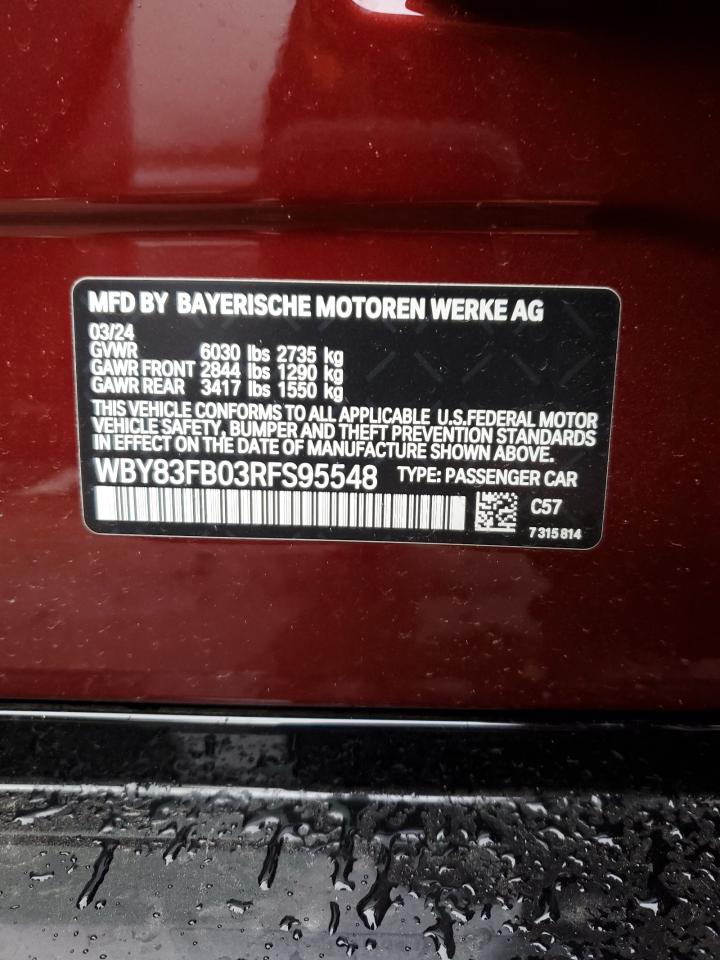 MFD BY BAYERISCHE MOTOREN WERKE AG
03/24
GVWR 6030 lbs 2735 kg
GAWR FRONT 2844 lbs 1290 kg
GAWR REAR 3417 lbs 1550 kg
THIS VEHICLE CONFORMS TO ALL APPLICABLE U.S.FEDERAL MOTOR
VEHICLE SAFETY, BUMPER AND THEFT PREVENTION STANDARDS
IN EFFECT ON THE DATE OF MANUFACTURE SHOWN ABOVE.
WBY83FB03RFS95548 TYPE: PASSENGER CAR
C57
7 315 814